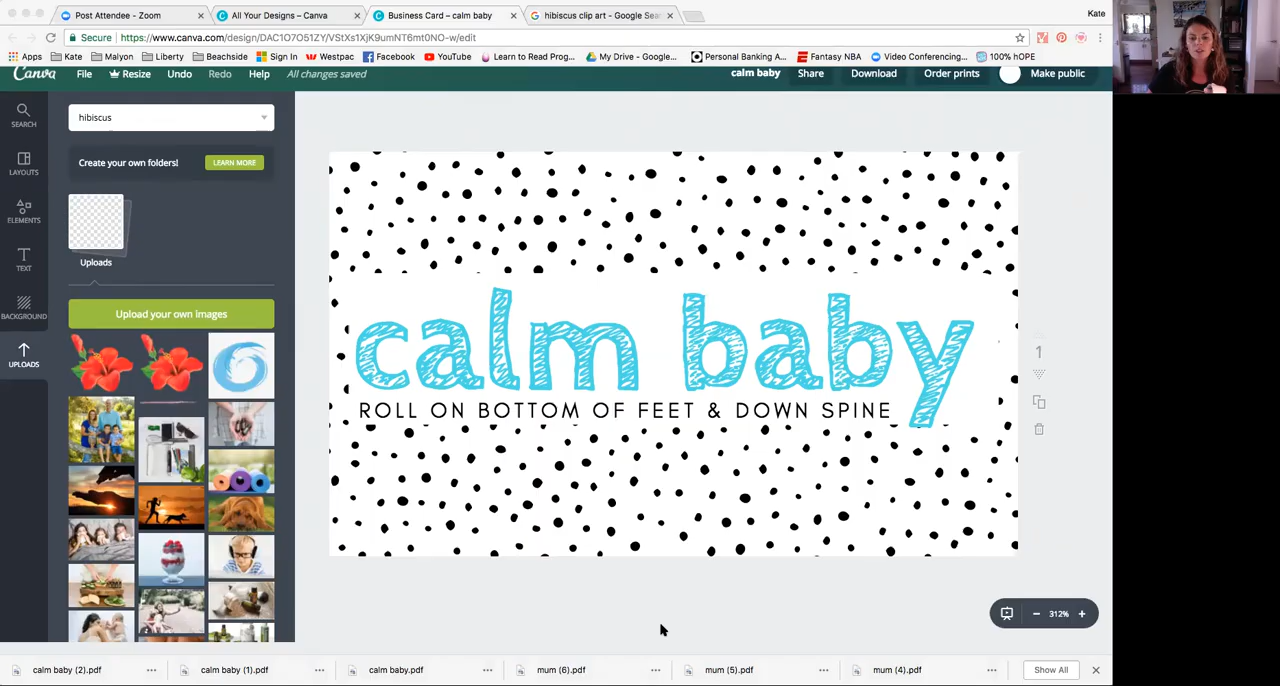 Post Attendee - Zoom
All Your Designs – Canva
Business Card – calm baby
hibiscus clip art - Google Sea
Kate
Secure
https://www.canva.com/design/DAC1O7O51ZY/VStXs1XjK9umNT6mt0NO-w/edit
Apps
Kate
Malyon
Liberty
Beachside
Sign In
Westpac
Facebook
YouTube
Learn to Read Prog...
My Drive - Google...
Personal Banking A...
Fantasy NBA
Video Conferencing...
100% hOPE
Canva
File
Resize
Undo
Redo
Help
All changes saved
calm baby
Share
Download
Order prints
Make public
SEARCH
LAYOUTS
ELEMENTS
TEXT
BACKGROUND
UPLOADS
hibiscus
Create your own folders!
LEARN MORE
Uploads
Upload your own images
calm baby
ROLL ON BOTTOM OF FEET & DOWN SPINE
1
312%
calm baby (2).pdf
calm baby (1).pdf
calm baby.pdf
mum (6).pdf
mum (5).pdf
mum (4).pdf
Show All